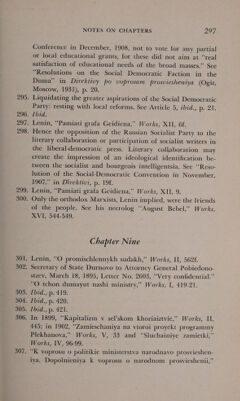 NOTES ON CHAPTERS 297
Conference in December, 1908, not to vote for any partial
or local educational grants, for these did not aim at "real
satisfaction of educational needs of the broad masses." See
"Resolutions on the Social Democratic Faction in the
Duma" in Direktivy po voprosam prosviesheniya (Ogiz,
Moscow, 1931), p. 20.
295. Liquidating the greater aspirations of the Social Democratic
Party: resting with local reforms. See Article 5, ibid., p. 21.
296. Ibid.
297. Lenin, "Pamiati grafa Geidiena," Works, XII, 6f.
298. Hence the opposition of the Russian Socialist Party to the
literary collaboration or participation of socialist writers in
the liberal-democratic press. Literary collaboration may
create the impression of an ideological identification be-
tween the socialist and bourgeois intelligentsia. See "Reso-
lution of the Social-Democratic Convention in November,
1907," in Direktivy, p. 19f.
299. Lenin, "Pamiati grafa Geidiena," Works, XII, 9.
300. Only the orthodox Marxists, Lenin implied, were the friends
of the people. See his necrolog "August Bebel," Works,
XVI, 544-549.
Chapter Nine
301. Lenin, "O promischlennykh sudakh," Works, II, 562f.
302. Secretary of State Durnovo to Attorney General Pobiedono-
stzev, March 18, 1895, Letter No. 2603, "Very confidential."
"O tchon dumayut nashi ministry," Works, I, 419-21.
303. Ibid., p. 419.
304. Ibid., p. 420.
305. Ibid., p. 421.
306. In 1899, "Kapitalizm v sel'skom khoziaiztvie," Works, II,
445; in 1902, "Zamieschaniya na vtoroi proyekt programmy
Plekhanova," Works, V, 33 and "Sluchainiye zamietki,"
Works, IV, 96-99.
307. "K voprosu o politikie ministerstva narodnavo prosvieshen-
iya. Dopolnieniya k voprosu o narodnom prosvieshenii,"